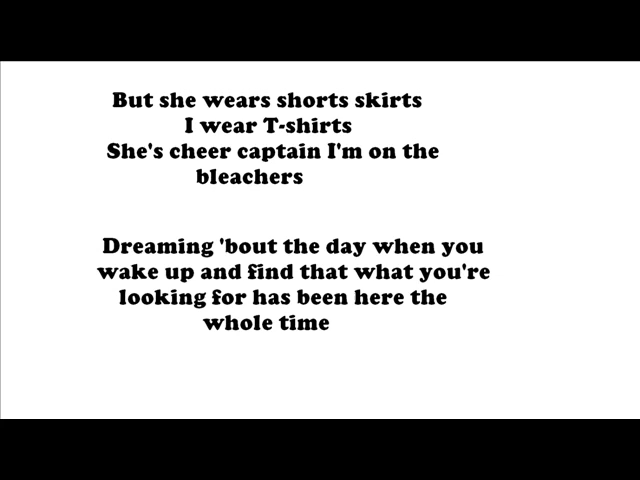 But she wears shorts skirts
I wear T-shirts
She's cheer captain I'm on the
bleachers
Dreaming 'bout the day when you
wake up and find that what you're
looking for has been here the
whole time